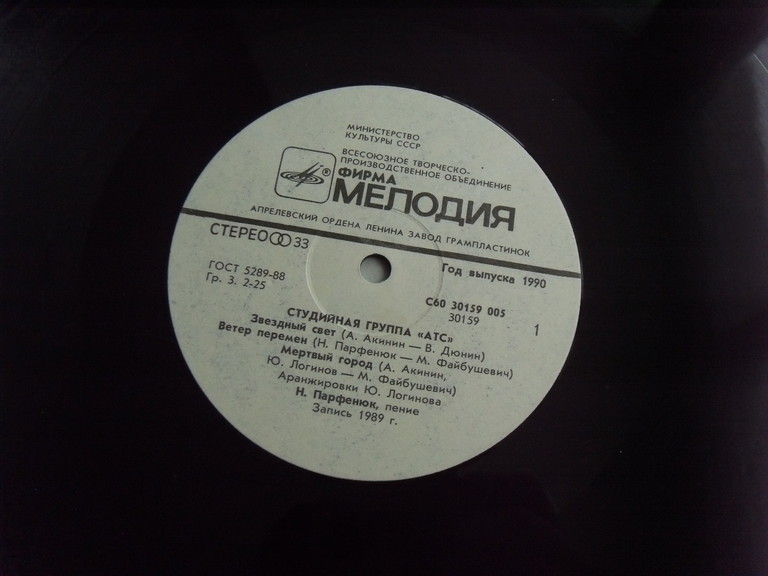 МИНИСТЕРСТВО
КУЛЬТУРЫ СССР
ВСЕСОЮЗНОЕ ТВОРЧЕСКО-
ПРОИЗВОДСТВЕННОЕ ОБЪЕДИНЕНИЕ
ФИРМА
®
МЕЛОДИЯ
АПРЕЛЕВСКИЙ ОРДЕНА ЛЕНИНА ЗАВОД ГРАМПЛАСТИНОК
СТЕРЕО 33
Год выпуска 1990
ГОСТ 5289-88
Гр. 3. 2-25
С60 30159 005
30159
1
СТУДИЙНАЯ ГРУППА «АТС»
Звездный свет (А. Акинин — В. Дюнин)
Ветер перемен (Н. Парфенюк — М. Файбушевич)
Мертвый город (А. Акинин,
Ю. Логинов — М. Файбушевич)
Аранжировки Ю. Логинова
Н. Парфенюк, пение
Запись 1989 г.